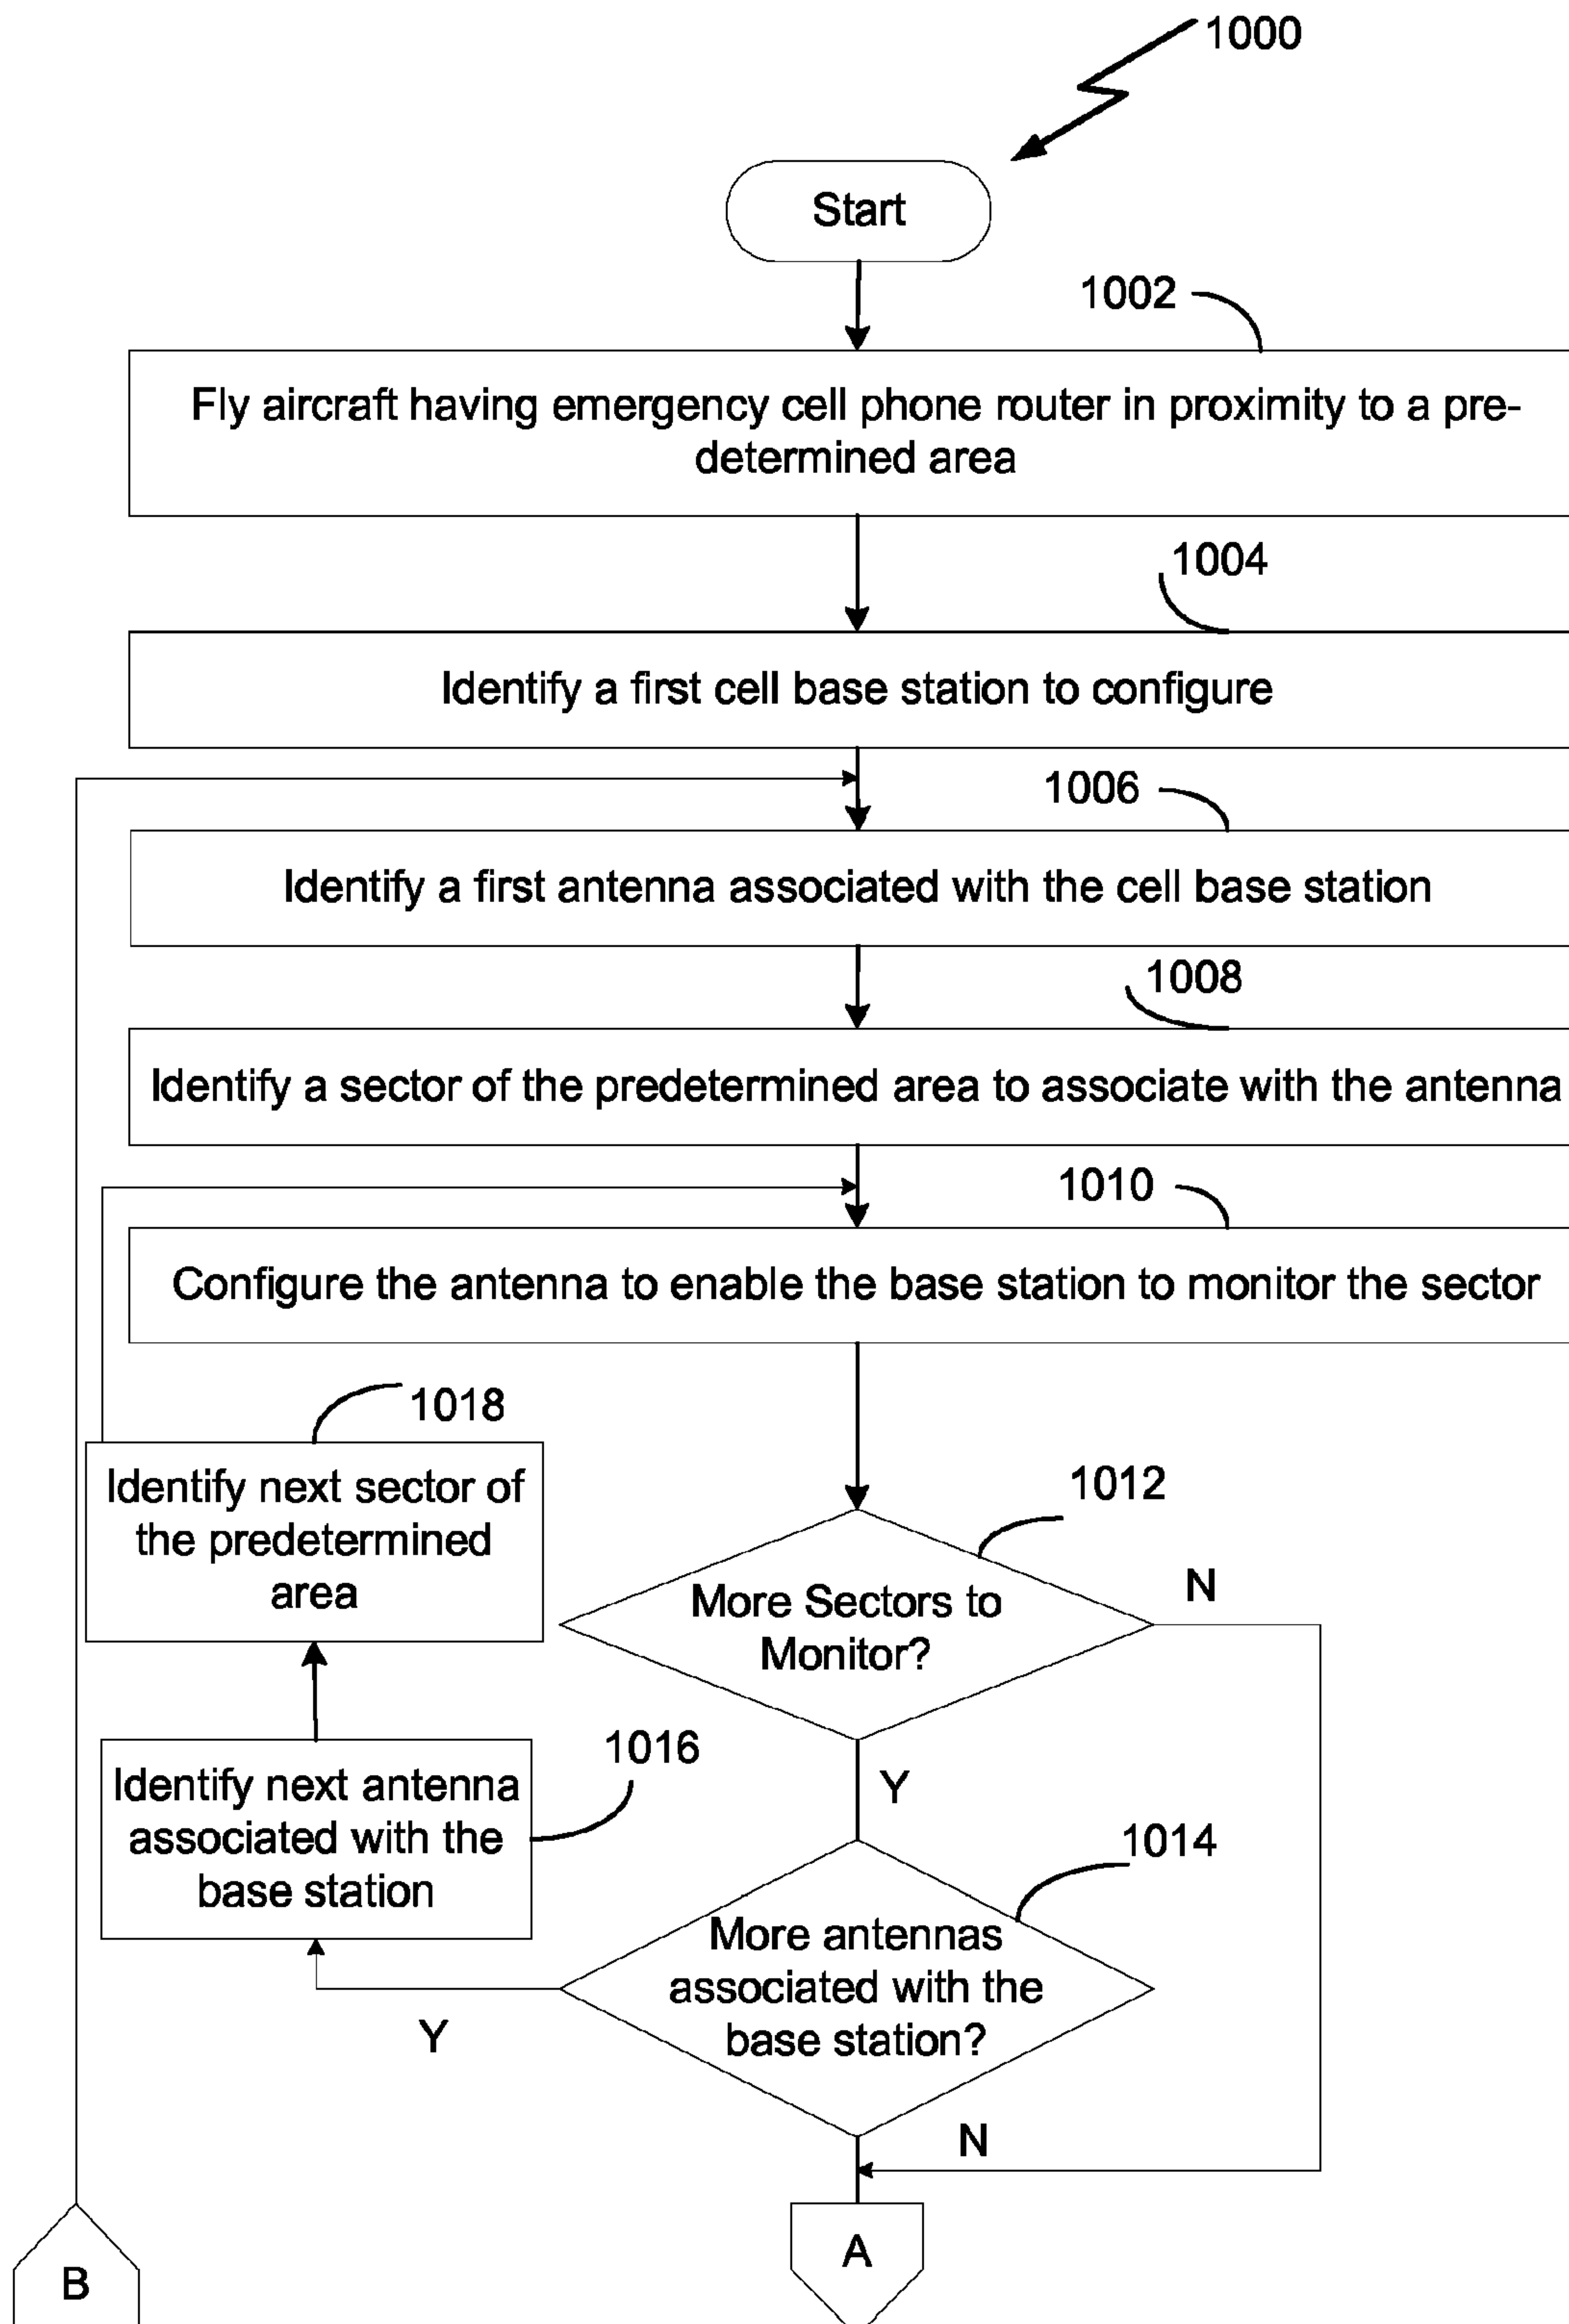 1000
Start
1002
Fly aircraft having emergency cell phone router in proximity to a pre-
determined area
1004
Identify a first cell base station to configure
1006
Identify a first antenna associated with the cell base station
1008
Identify a sector of the predetermined area to associate with the antenna
1010
Configure the antenna to enable the base station to monitor the sector
1018
Identify next sector of
the predetermined
area
1012
More Sectors to
Monitor?
N
Y
1016
Identify next antenna
associated with the
base station
1014
More antennas
associated with the
base station?
Y
N
A
B